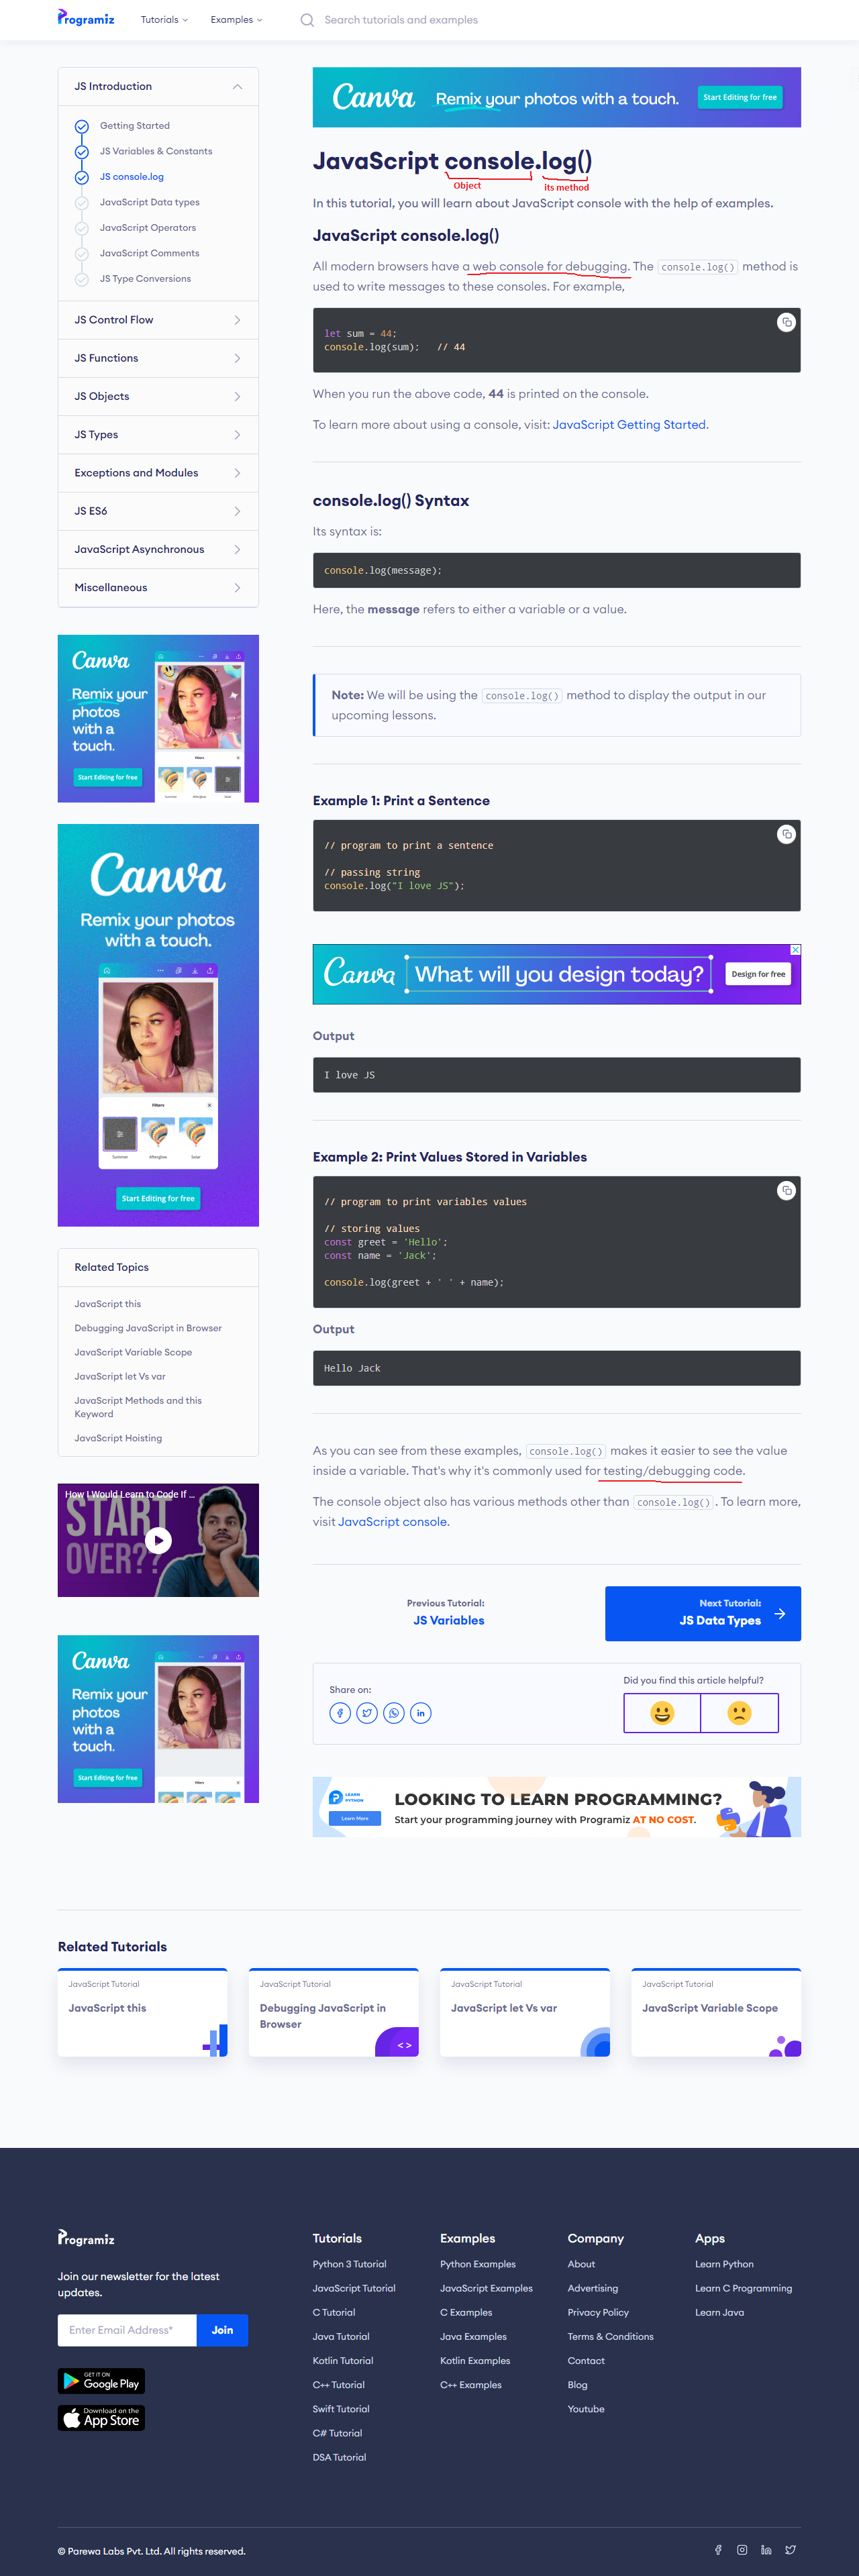 Programiz
Tutorials
Examples
Search tutorials and examples
JS Introduction
Getting Started
JS Variables & Constants
JS console.log
JavaScript Data types
JavaScript Operators
JavaScript Comments
JS Type Conversions
JS Control Flow
JS Functions
JS Objects
JS Types
Exceptions and Modules
JS ES6
JavaScript Asynchronous
Miscellaneous
Canva
Remix your
photos
with a
touch.
Start Editing for free
Filters
Summer
Afterglow
Solar
Canva
Remix your photos
with a touch.
Filters
Summer
Afterglow
Solar
Start Editing for free
Related Topics
JavaScript this
Debugging JavaScript in Browser
JavaScript Variable Scope
JavaScript let Vs var
JavaScript Methods and this
Keyword
JavaScript Hoisting
How I Would Learn to Code If ...
START
OVER??
Canva
Remix your
photos
with a
touch.
Start Editing for free
Filters
Canva Remix your photos with a touch. Start Editing for free
JavaScript console.log()
Object its method
In this tutorial, you will learn about JavaScript console with the help of examples.
JavaScript console.log()
All modern browsers have a web console for debugging. The console.log() method is
used to write messages to these consoles. For example,
let sum = 44;
console.log(sum);   // 44
When you run the above code, 44 is printed on the console.
To learn more about using a console, visit: JavaScript Getting Started.
console.log() Syntax
Its syntax is:
console.log(message);
Here, the message refers to either a variable or a value.
Note: We will be using the console.log() method to display the output in our
upcoming lessons.
Example 1: Print a Sentence
// program to print a sentence
// passing string
console.log("I love JS");
Canva What will you design today? Design for free
Output
I love JS
Example 2: Print Values Stored in Variables
// program to print variables values
// storing values
const greet = 'Hello';
const name = 'Jack';
console.log(greet + ' ' + name);
Output
Hello Jack
As you can see from these examples, console.log() makes it easier to see the value
inside a variable. That's why it's commonly used for testing/debugging code.
The console object also has various methods other than console.log(). To learn more,
visit JavaScript console.
Previous Tutorial:
JS Variables
Next Tutorial:
JS Data Types
Share on:
Did you find this article helpful?
LEARN
PYTHON
Learn More
LOOKING TO LEARN PROGRAMMING?
Start your programming journey with Programiz AT NO COST.
Related Tutorials
JavaScript Tutorial
JavaScript this
JavaScript Tutorial
Debugging JavaScript in
Browser
< >
JavaScript Tutorial
JavaScript let Vs var
JavaScript Tutorial
JavaScript Variable Scope
Programiz
Join our newsletter for the latest
updates.
Enter Email Address*
Join
GET IT ON
Google Play
Download on the
App Store
Tutorials
Python 3 Tutorial
JavaScript Tutorial
C Tutorial
Java Tutorial
Kotlin Tutorial
C++ Tutorial
Swift Tutorial
C# Tutorial
DSA Tutorial
Examples
Python Examples
JavaScript Examples
C Examples
Java Examples
Kotlin Examples
C++ Examples
Company
About
Advertising
Privacy Policy
Terms & Conditions
Contact
Blog
Youtube
Apps
Learn Python
Learn C Programming
Learn Java
© Parewa Labs Pvt. Ltd. All rights reserved.